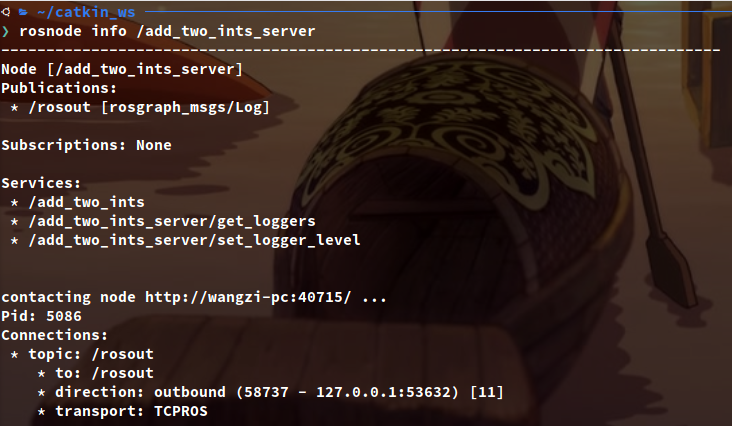 ~/catkin_ws
❯ rosnode info /add_two_ints_server
--------------------------------------------------------------------------------
Node [/add_two_ints_server]
Publications:
 * /rosout [rosgraph_msgs/Log]
Subscriptions: None
Services:
 * /add_two_ints
 * /add_two_ints_server/get_loggers
 * /add_two_ints_server/set_logger_level
contacting node http://wangzi-pc:40715/ ...
Pid: 5086
Connections:
 * topic: /rosout
    * to: /rosout
    * direction: outbound (58737 - 127.0.0.1:53632) [11]
    * transport: TCPROS